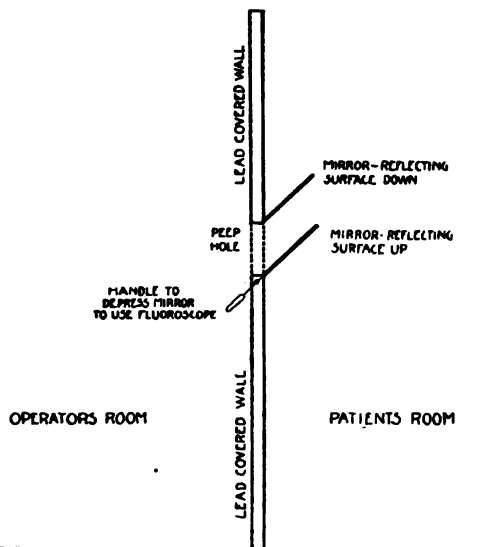 LEAD COVERED WALL
MIRROR-REFLECTING
SURFACE DOWN
PEEP
HOLE
MIRROR-REFLECTING
SURFACE UP
HANDLE TO
DEPRESS MIRROR
TO USE FLUOROSCOPE
OPERATORS ROOM
PATIENTS ROOM
LEAD COVERED WALL